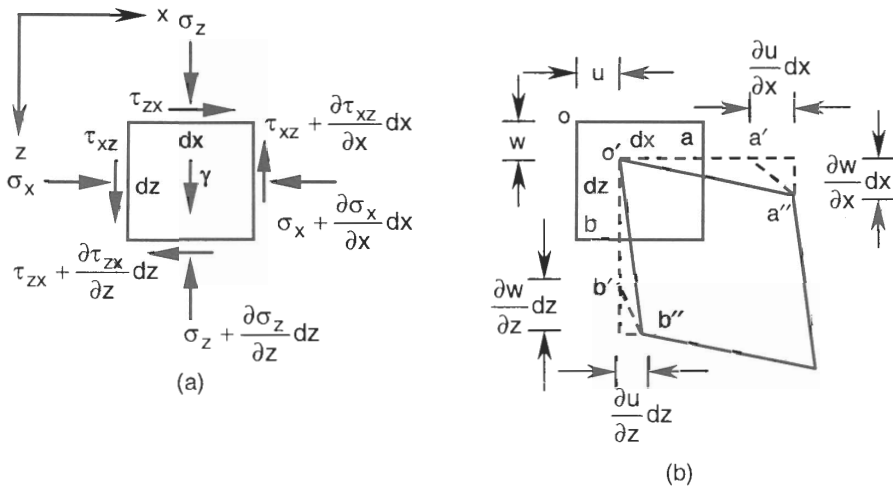 x
z
σz
τzx
τxz
dx
dz
γ
σx
τxz + ∂τxz/∂x dx
σx + ∂σx/∂x dx
τzx + ∂τzx/∂z dz
σz + ∂σz/∂z dz
(a)
u
∂u/∂x dx
w
o
dx
a
a′
o′
dz
b
a″
∂w/∂x dx
∂w/∂z dz
b′
b″
∂u/∂z dz
(b)